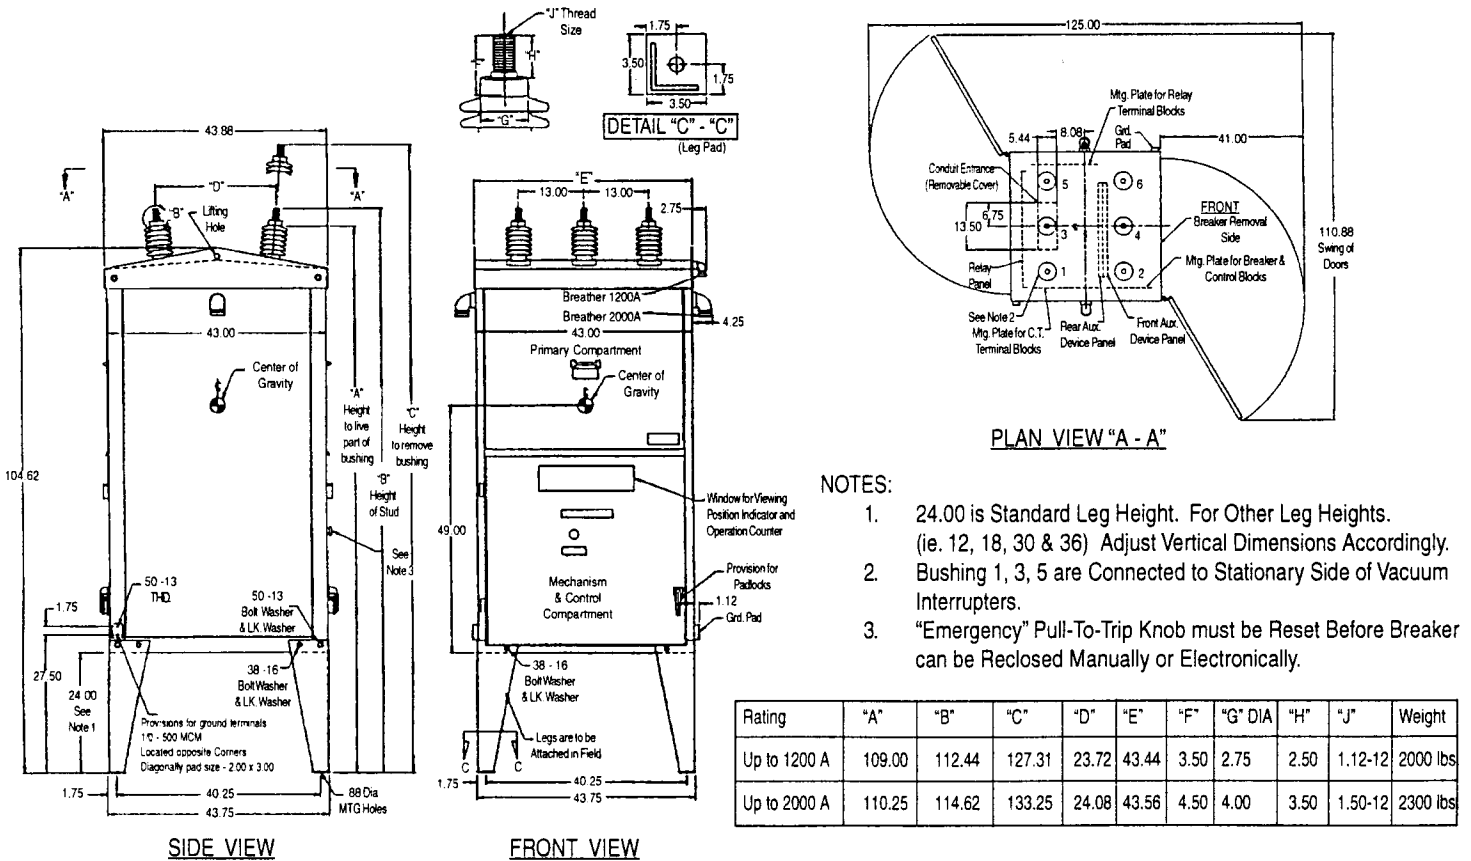 43.88
"A"
"D"
"A"
"B"
Lifting
Hole
43.00
Center of
Gravity
104.62
"A"
Height
to live
part of
bushing
"C"
Height
to remove
bushing
"B"
Height
of Stud
See
Note 3
50 -13
THD.
1.75
50 -13
Bolt Washer
& LK. Washer
27.50
24.00
See
Note 1
38 -16
Bolt Washer
& LK. Washer
Provisions for ground terminals
1/0 - 500 MCM
Located opposite Corners
Diagonally pad size - 2.00 x 3.00
1.75
40.25
43.75
.88 Dia
MTG Holes
SIDE VIEW
"J" Thread
Size
"F"
"H"
"G"
1.75
3.50
1.75
3.50
DETAIL "C" - "C"
(Leg Pad)
"E"
13.00
13.00
2.75
Breather 1200A
Breather 2000A
4.25
43.00
Primary Compartment
Center of
Gravity
49.00
Window for Viewing
Position Indicator and
Operation Counter
Mechanism
& Control
Compartment
Provision for
Padlocks
1.12
Grd. Pad
38 - 16
Bolt Washer
& LK. Washer
Legs are to be
Attached in Field
C
C
1.75
40.25
43.75
FRONT VIEW
125.00
Mtg. Plate for Relay
Terminal Blocks
5.44
8.08
Grd.
Pad
41.00
Conduit Entrance
(Removable Cover)
5
6
6.75
13.50
3
4
FRONT
Breaker Removal
Side
110.88
Swing of
Doors
Relay
Panel
1
2
Mtg. Plate for Breaker &
Control Blocks
See Note 2
Mtg. Plate for C.T.
Terminal Blocks
Rear Aux.
Device Panel
Front Aux.
Device Panel
PLAN VIEW "A - A"
NOTES:
1. 24.00 is Standard Leg Height. For Other Leg Heights.
(ie. 12, 18, 30 & 36) Adjust Vertical Dimensions Accordingly.
2. Bushing 1, 3, 5 are Connected to Stationary Side of Vacuum
Interrupters.
3. "Emergency" Pull-To-Trip Knob must be Reset Before Breaker
can be Reclosed Manually or Electronically.
Rating "A" "B" "C" "D" "E" "F" "G" DIA "H" "J" Weight
Up to 1200 A 109.00 112.44 127.31 23.72 43.44 3.50 2.75 2.50 1.12-12 2000 lbs
Up to 2000 A 110.25 114.62 133.25 24.08 43.56 4.50 4.00 3.50 1.50-12 2300 lbs